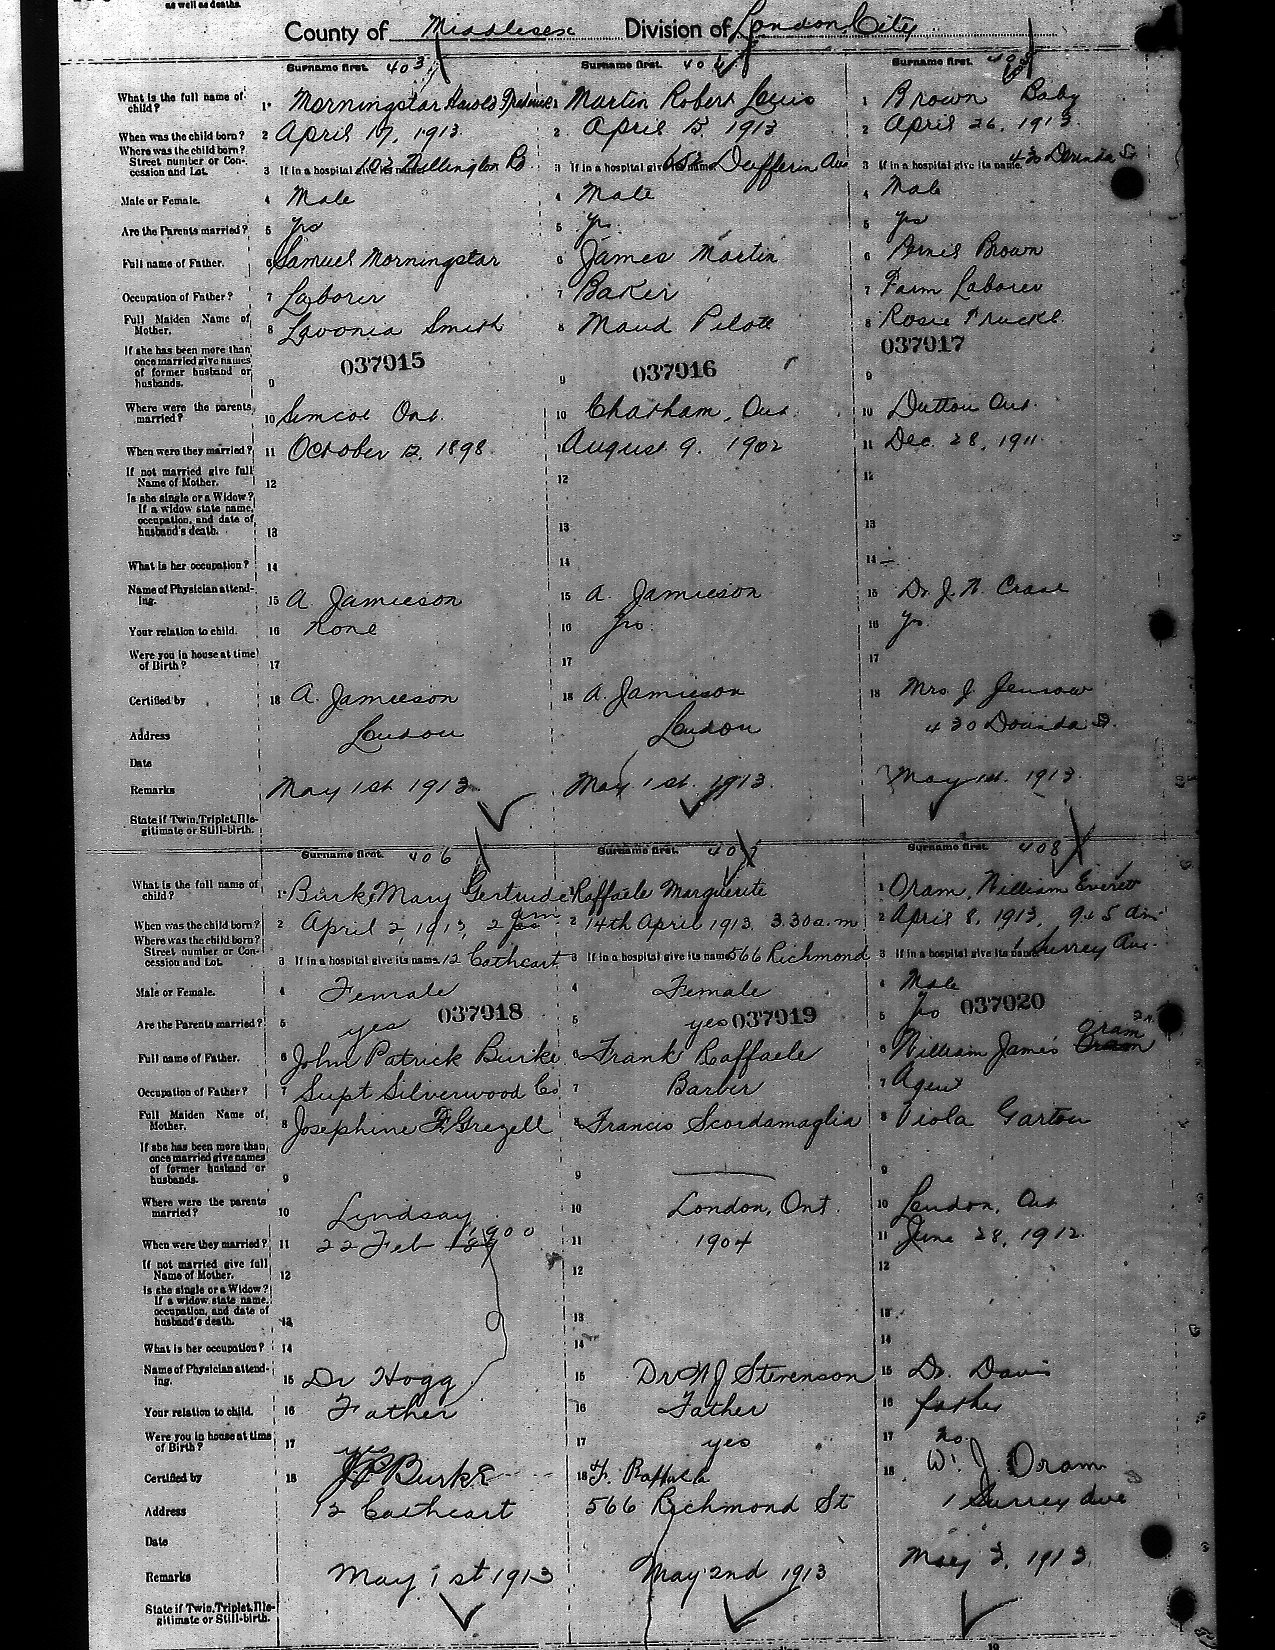 as well as deaths.
County of Middlesex Division of London City
Surname first. 403 Surname first. 404 Surname first. 405
What is the full name of child? 1 Morningstar Harold Frederick Martin Robert Louis 1 Brown Baby
When was the child born? 2 April 17, 1913 2 April 15, 1913 2 April 26, 1913
Where was the child born? Street number or Concession and Lot. 3 If in a hospital give its name. 3 If in a hospital give its name. 652 Dufferin Ave 3 If in a hospital give its name. 430 Dorinda St
Male or Female. 4 Male 4 Male 4 Male
Are the Parents married? 5 yes 5 yes 5 yes
Full name of Father. 6 Samuel Morningstar 6 James Martin 6 Brown
Occupation of Father? 7 Laborer 7 Baker 7 Farm Laborer
Full Maiden Name of Mother. 8 Lavonia Smith 8 Maud Pilote 8 Rosie
037015 037016 037017
If she has been more than once married give names of former husband or husbands. 9 9 9
Where were the parents married? 10 Simcoe Ont. 10 Chatham, Ont. 10 Dutton Ont.
When were they married? 11 October 12, 1898 11 August 9, 1902 11 Dec. 28, 1911
If not married give full Name of Mother. 12 12 12
Is she single or a Widow? If a widow state name, occupation, and date of husband's death. 13 13 13
What is her occupation? 14 14 14 —
Name of Physician attending. 15 A. Jamieson 15 A. Jamieson 15 Dr. J. N.
Your relation to child. 16 None 16 16 yes
Were you in house at time of Birth? 17 17 17
Certified by 18 A. Jamieson 18 A. Jamieson 18 Mrs. J.
Address London London 430 Dorinda St.
Date
Remarks May 1st 1913 May 1st 1913 May 1st. 1913
State if Twin, Triplet, Illegitimate or Still-birth.
Surname first. 406 Surname first. 407 Surname first. 408
What is the full name of child? 1 Burke Mary Gertrude 1 Raffaele Marguerite 1 Oram, William Everett
When was the child born? 2 April 2, 1913, 2 am 2 14th April 1913 3.30 a.m 2 April 8, 1913,
Where was the child born? Street number or Concession and Lot. 3 If in a hospital give its name. 12 Cathcart 3 If in a hospital give its name. 566 Richmond 3 If in a hospital give its name. 1 Surrey Ave.
Male or Female. 4 Female 4 Female 4 Male
037018 037019 037020
Are the Parents married? 5 yes 5 yes 5 yes
Full name of Father. 6 John Patrick Burke 6 Frank Raffaele 6 William James Oram
Occupation of Father? 7 Supt Silverwood Co 7 Barber 7 Agent
Full Maiden Name of Mother. 8 Josephine F. 8 Francis Scordamaglia 8 Viola Garton
If she has been more than once married give names of former husband or husbands. 9 9 — 9
Where were the parents married? 10 Lindsay 10 London, Ont. 10 London, Ont
When were they married? 11 22 Feb 1900 11 1904 11 June 28, 1912
If not married give full Name of Mother. 12 12 12
Is she single or a Widow? If a widow state name, occupation, and date of husband's death. 13 13 13
What is her occupation? 14 14 14
Name of Physician attending. 15 Dr Hogg 15 Dr W J Stevenson 15 Dr. Davis
Your relation to child. 16 Father 16 Father 16 father
Were you in house at time of Birth? 17 yes 17 yes 17 no
Certified by 18 JP Burke 18 F. Raffaele 18 W. J. Oram
Address 12 Cathcart 566 Richmond St 1 Surrey ave
Date
Remarks May 1st 1913 May 2nd 1913 May 3, 1913
State if Twin, Triplet, Illegitimate or Still-birth.